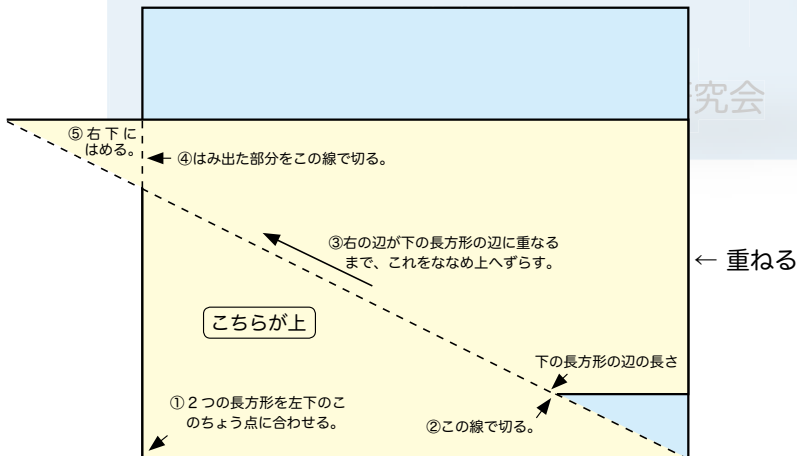 究会
⑤右下に
はめる。
④はみ出た部分をこの線で切る。
③右の辺が下の長方形の辺に重なる
まで、これをななめ上へずらす。
← 重ねる
こちらが上
下の長方形の辺の長さ
①２つの長方形を左下のこ
のちょう点に合わせる。
②この線で切る。